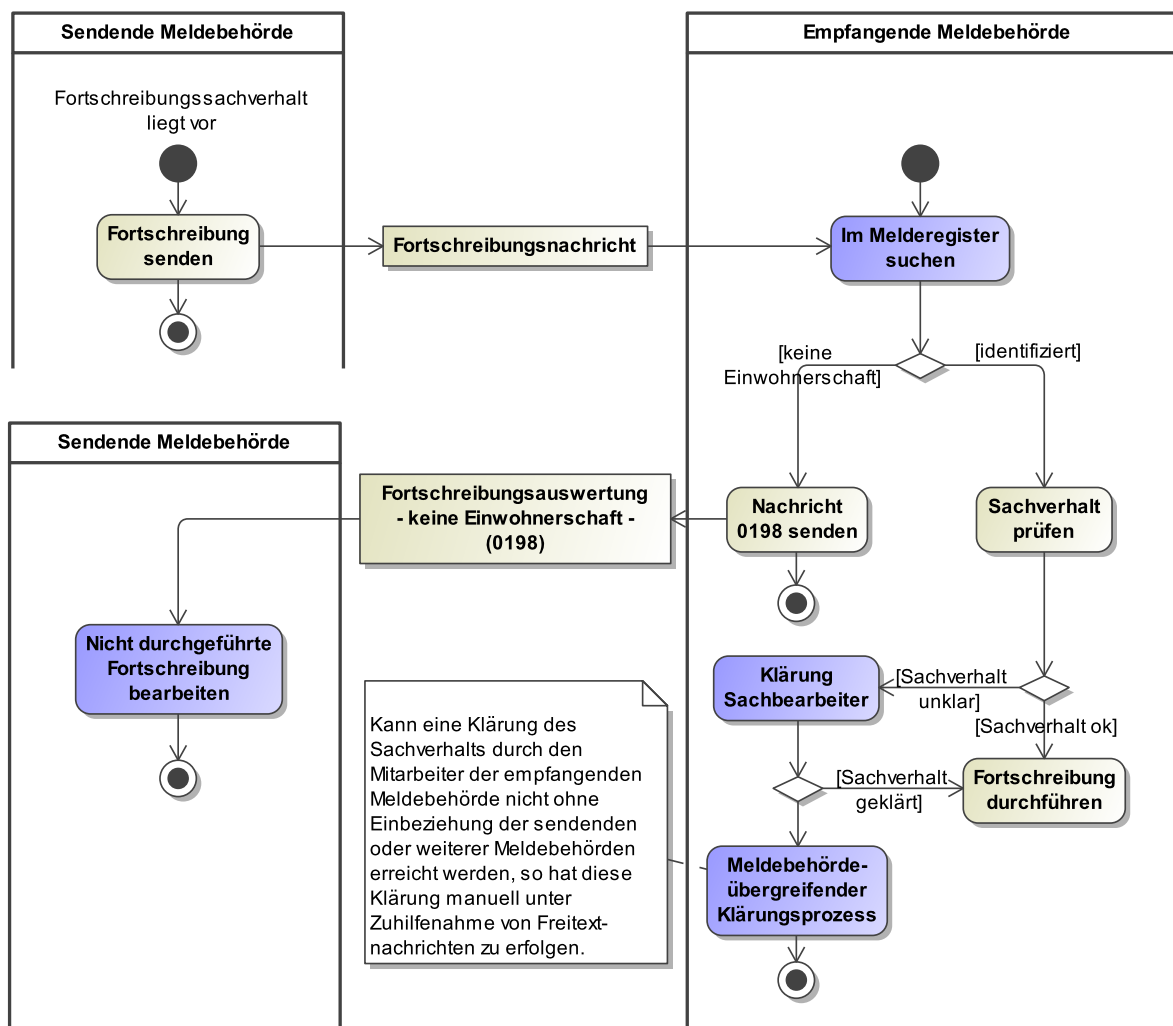 Sendende Meldebehörde
Empfangende Meldebehörde
Fortschreibungssachverhalt
liegt vor
Fortschreibung
senden
Fortschreibungsnachricht
Im Melderegister
suchen
[keine
Einwohnerschaft]
[identifiziert]
Sendende Meldebehörde
Fortschreibungsauswertung
- keine Einwohnerschaft -
(0198)
Nachricht
0198 senden
Sachverhalt
prüfen
Nicht durchgeführte
Fortschreibung
bearbeiten
Klärung
Sachbearbeiter
[Sachverhalt
unklar]
[Sachverhalt ok]
Kann eine Klärung des
Sachverhalts durch den
Mitarbeiter der empfangenden
Meldebehörde nicht ohne
Einbeziehung der sendenden
oder weiterer Meldebehörden
erreicht werden, so hat diese
Klärung manuell unter
Zuhilfenahme von Freitext-
nachrichten zu erfolgen.
[Sachverhalt
geklärt]
Fortschreibung
durchführen
Meldebehörde-
übergreifender
Klärungsprozess